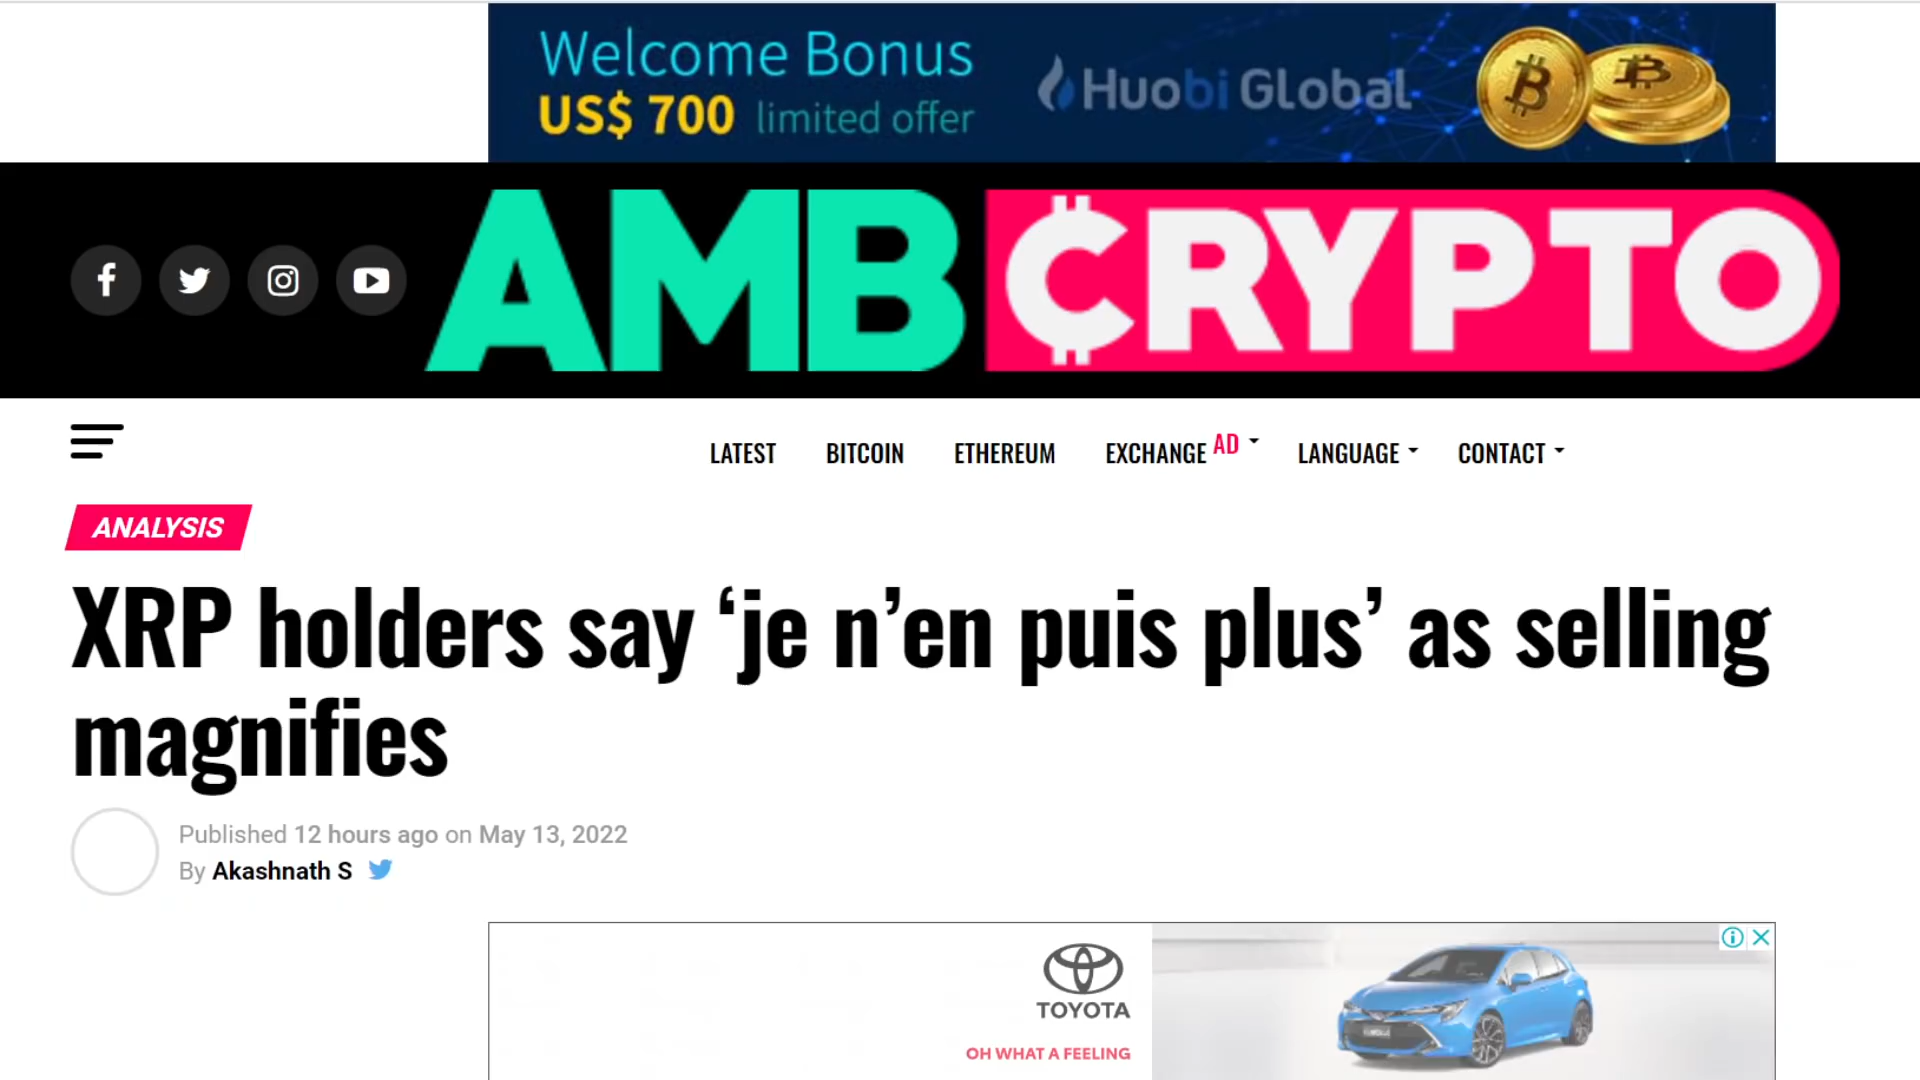 Welcome Bonus
US$ 700 limited offer
Huobi Global
AMBCRYPTO
LATEST BITCOIN ETHEREUM EXCHANGE AD LANGUAGE CONTACT
ANALYSIS
XRP holders say ‘je n’en puis plus’ as selling
magnifies
Published 12 hours ago on May 13, 2022
By Akashnath S
TOYOTA
OH WHAT A FEELING